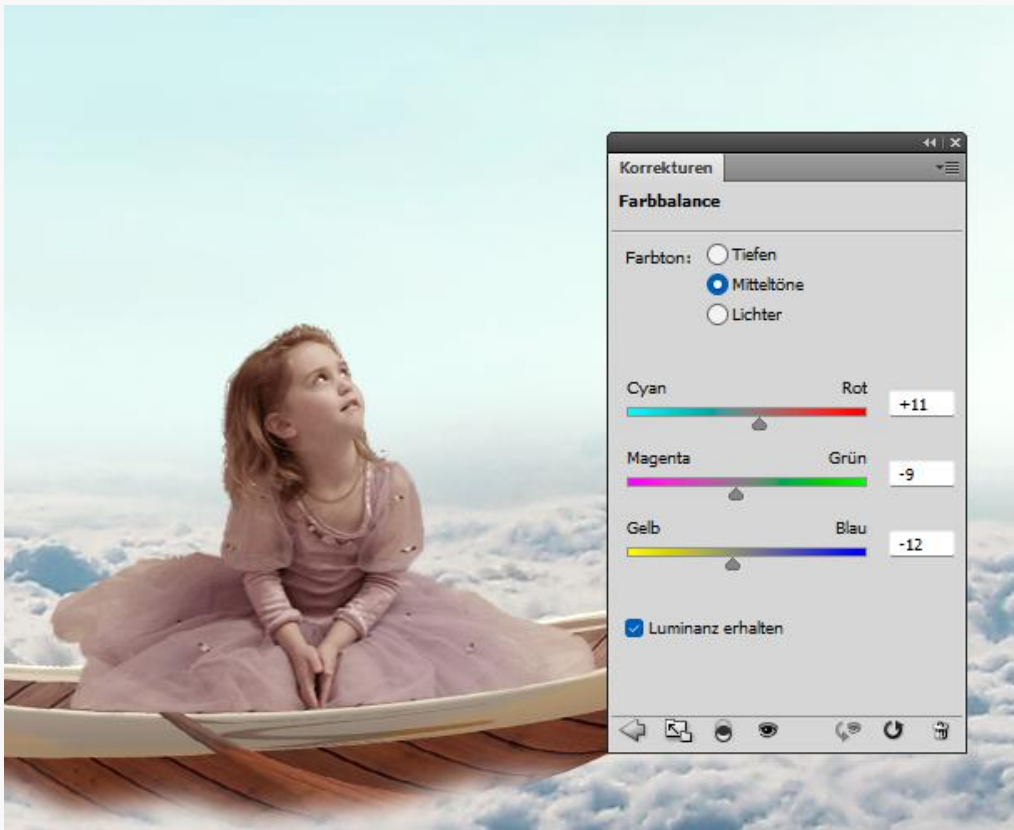 Korrekturen
Farbbalance
Farbton: Tiefen
Mitteltöne
Lichter
Cyan Rot +11
Magenta Grün -9
Gelb Blau -12
Luminanz erhalten